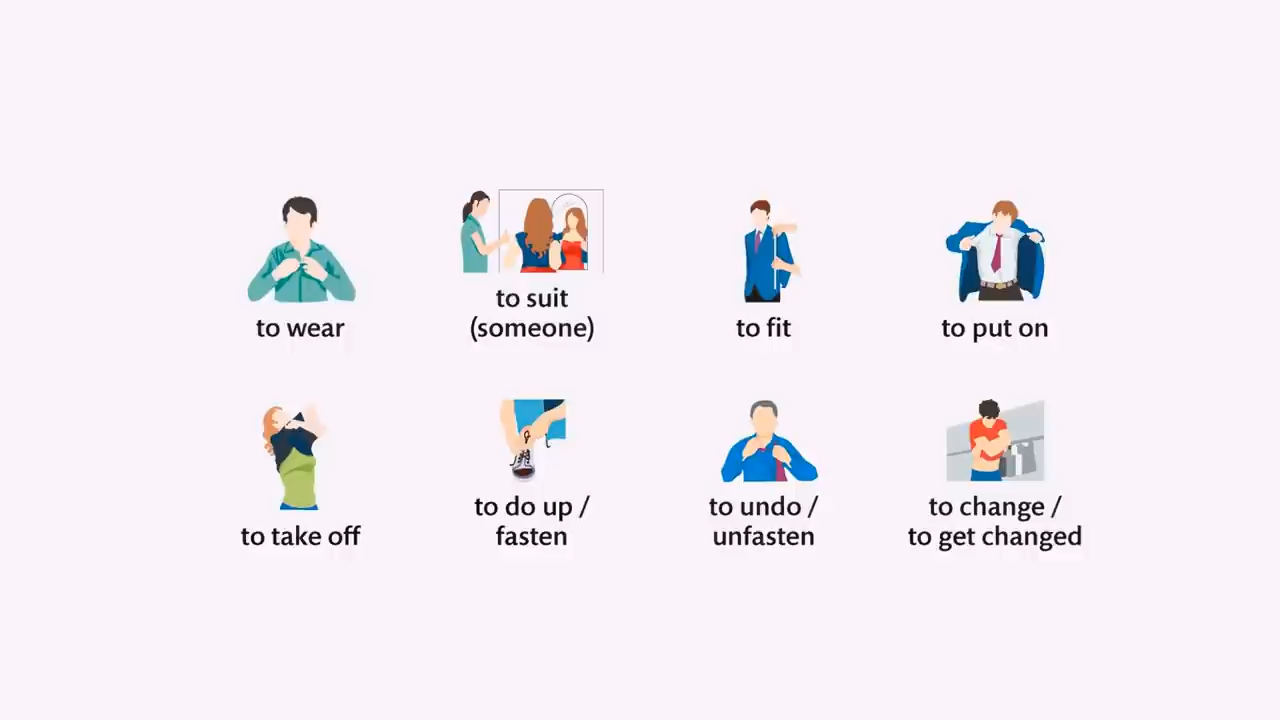 to wear
to suit
(someone)
to fit
to put on
to take off
to do up /
fasten
to undo /
unfasten
to change /
to get changed